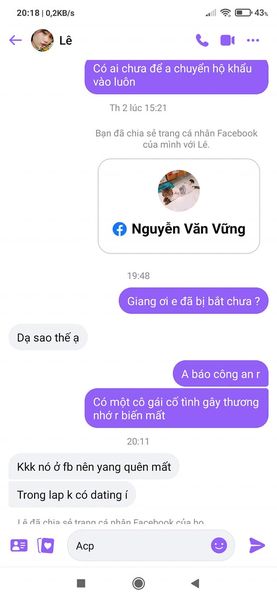 20:18 | 0,2KB/s
43%
Lê
Có ai chưa để a chuyển hộ khẩu
vào luôn
Th 2 lúc 15:21
Bạn đã chia sẻ trang cá nhân Facebook
của mình với Lê.
Nguyễn Văn Vững
19:48
Giang ơi e đã bị bắt chưa ?
Dạ sao thế ạ
A báo công an r
Có một cô gái cố tình gây thương
nhớ r biến mất
20:11
Kkk nó ở fb nên yang quên mất
Trong lap k có dating í
Lê đã chia sẻ trang cá nhân Facebook của họ
Acp